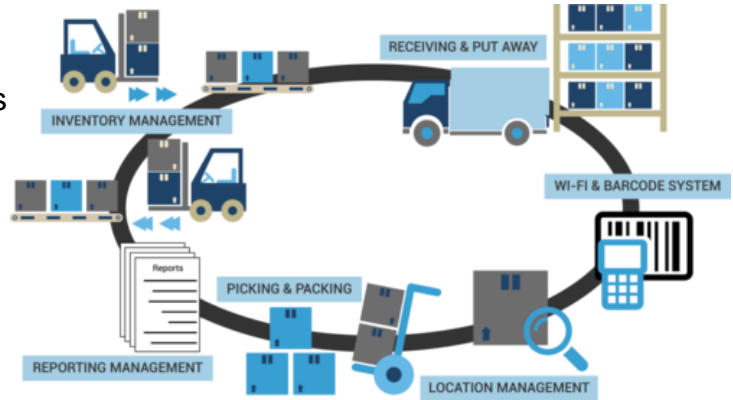 RECEIVING & PUT AWAY
s
INVENTORY MANAGEMENT
WI-FI & BARCODE SYSTEM
Reports
PICKING & PACKING
REPORTING MANAGEMENT
LOCATION MANAGEMENT